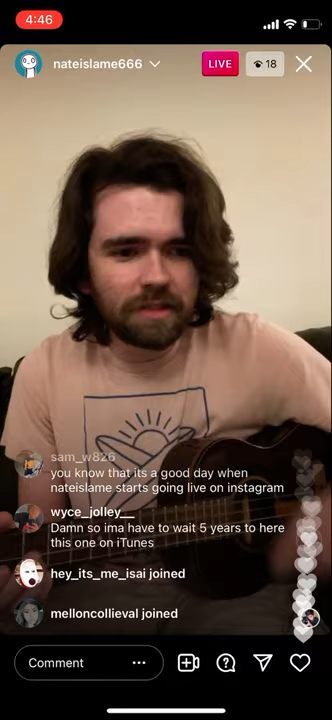 4:46
nateislame666
LIVE
18
sam_w826
you know that its a good day when
nateislame starts going live on instagram
wyce_jolley__
Damn so ima have to wait 5 years to here
this one on iTunes
hey_its_me_isai joined
melloncollieval joined
Comment